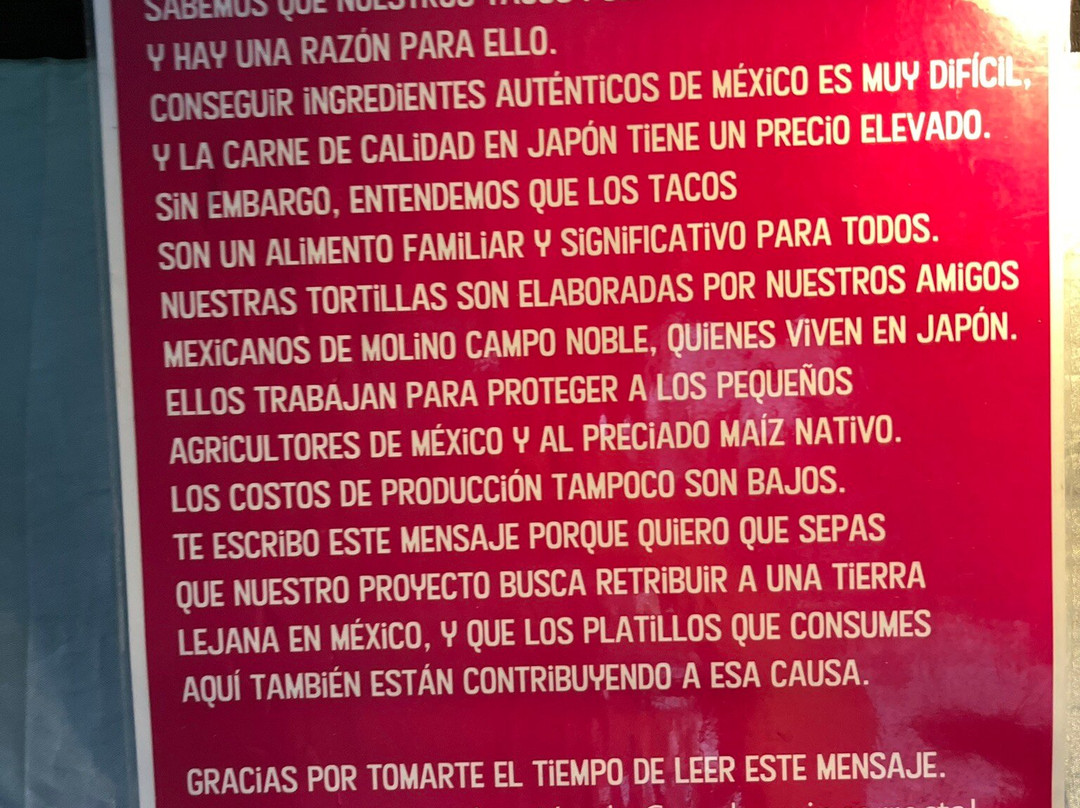 SABEMOS QUE NUESTROS TACOS
Y HAY UNA RAZÓN PARA ELLO.
CONSEGUIR INGREDIENTES AUTÉNTICOS DE MÉXICO ES MUY DIFÍCIL,
Y LA CARNE DE CALIDAD EN JAPÓN TIENE UN PRECIO ELEVADO.
SIN EMBARGO, ENTENDEMOS QUE LOS TACOS
SON UN ALIMENTO FAMILIAR Y SIGNIFICATIVO PARA TODOS.
NUESTRAS TORTILLAS SON ELABORADAS POR NUESTROS AMIGOS
MEXICANOS DE MOLINO CAMPO NOBLE, QUIENES VIVEN EN JAPÓN.
ELLOS TRABAJAN PARA PROTEGER A LOS PEQUEÑOS
AGRICULTORES DE MÉXICO Y AL PRECIADO MAÍZ NATIVO.
LOS COSTOS DE PRODUCCIÓN TAMPOCO SON BAJOS.
TE ESCRIBO ESTE MENSAJE PORQUE QUIERO QUE SEPAS
QUE NUESTRO PROYECTO BUSCA RETRIBUIR A UNA TIERRA
LEJANA EN MÉXICO, Y QUE LOS PLATILLOS QUE CONSUMES
AQUÍ TAMBIÉN ESTÁN CONTRIBUYENDO A ESA CAUSA.
GRACIAS POR TOMARTE EL TIEMPO DE LEER ESTE MENSAJE.